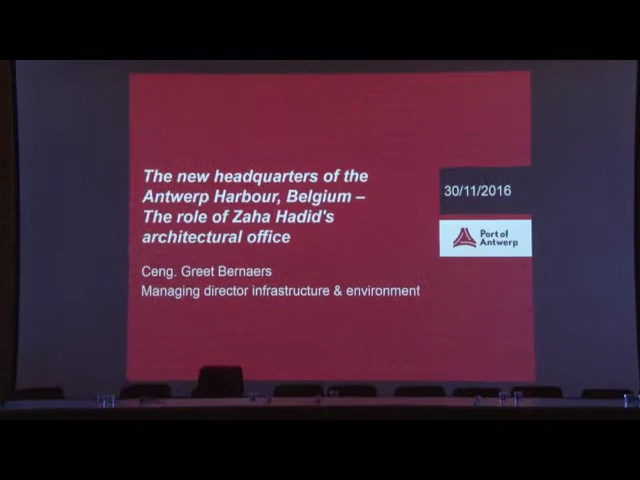 The new headquarters of the
Antwerp Harbour, Belgium –
The role of Zaha Hadid's
architectural office
Ceng. Greet Bernaers
Managing director infrastructure & environment
30/11/2016
Port of
Antwerp